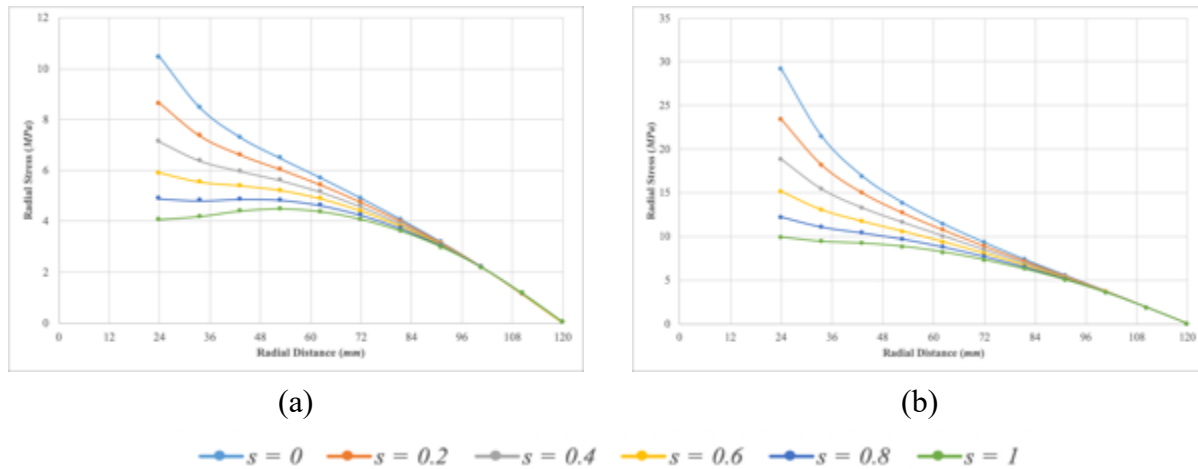 12
10
8
6
4
2
0
Radial Stress (MPa)
0 12 24 36 48 60 72 84 96 108 120
Radial Distance (mm)
(a)
35
30
25
20
15
10
5
0
Radial Stress (MPa)
0 12 24 36 48 60 72 84 96 108 120
Radial Distance (mm)
(b)
s = 0 s = 0.2 s = 0.4 s = 0.6 s = 0.8 s = 1